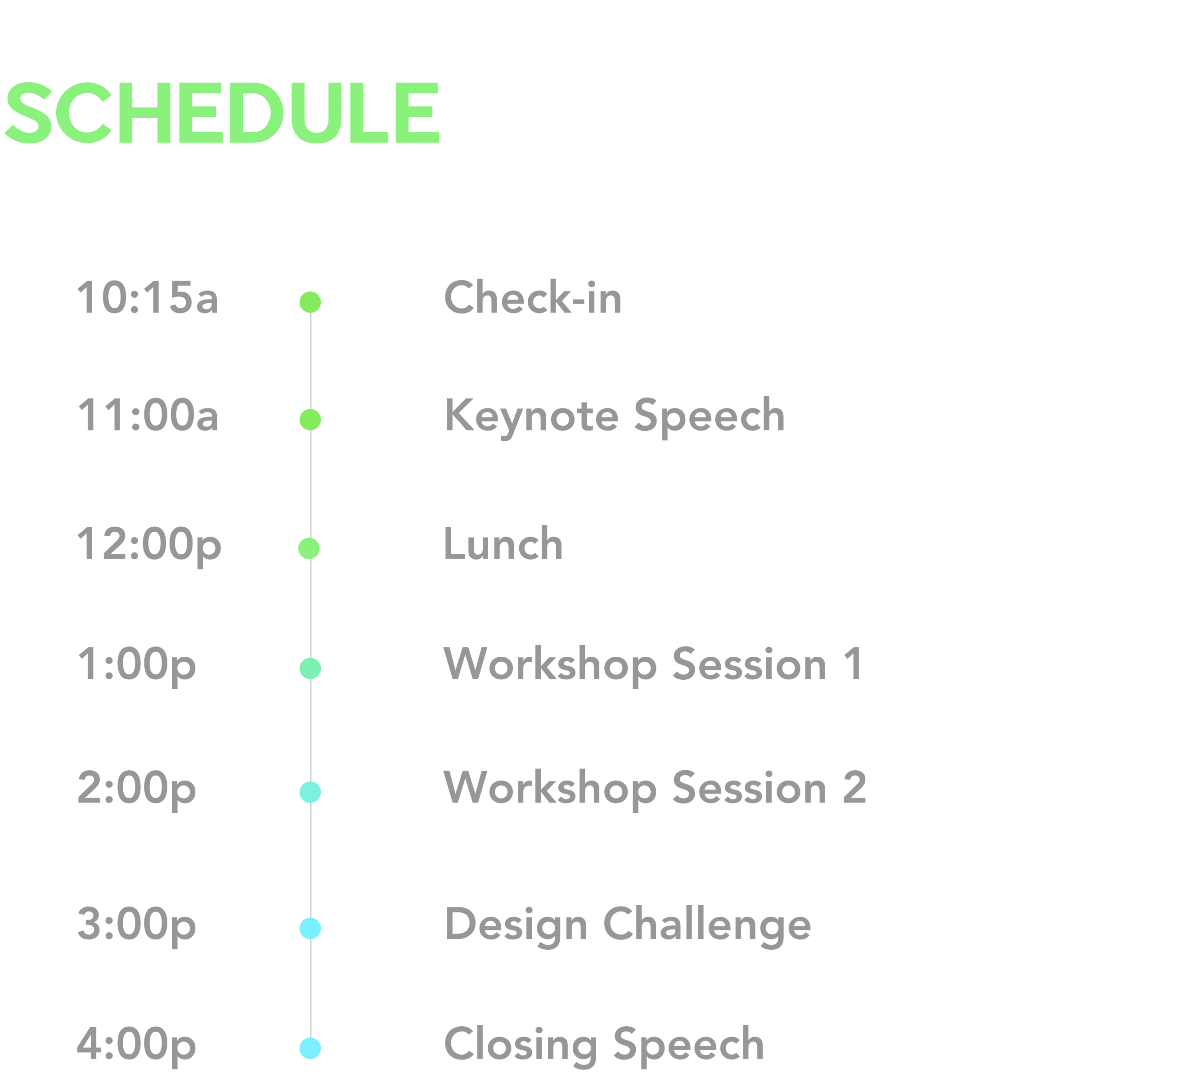 SCHEDULE
10:15a Check-in
11:00a Keynote Speech
12:00p Lunch
1:00p Workshop Session 1
2:00p Workshop Session 2
3:00p Design Challenge
4:00p Closing Speech